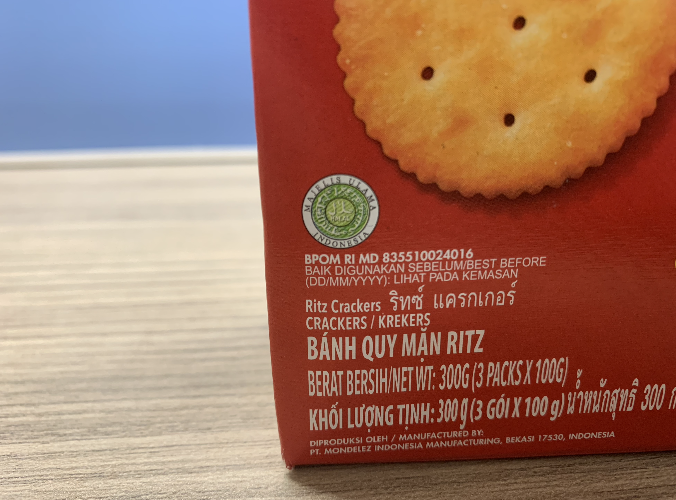 MAJELIS ULAMA
INDONESIA
BPOM RI MD 835510024016
BAIK DIGUNAKAN SEBELUM/BEST BEFORE
(DD/MM/YYYY): LIHAT PADA KEMASAN
Ritz Crackers ริทซ์ แครกเกอร์
CRACKERS / KREKERS
BÁNH QUY MẶN RITZ
BERAT BERSIH/NET WT: 300G (3 PACKS X 100G)
KHỐI LƯỢNG TỊNH: 300 g (3 GÓI X 100 g) น้ำหนักสุทธิ 300
DIPRODUKSI OLEH / MANUFACTURED BY:
PT. MONDELEZ INDONESIA MANUFACTURING, BEKASI 17530, INDONESIA